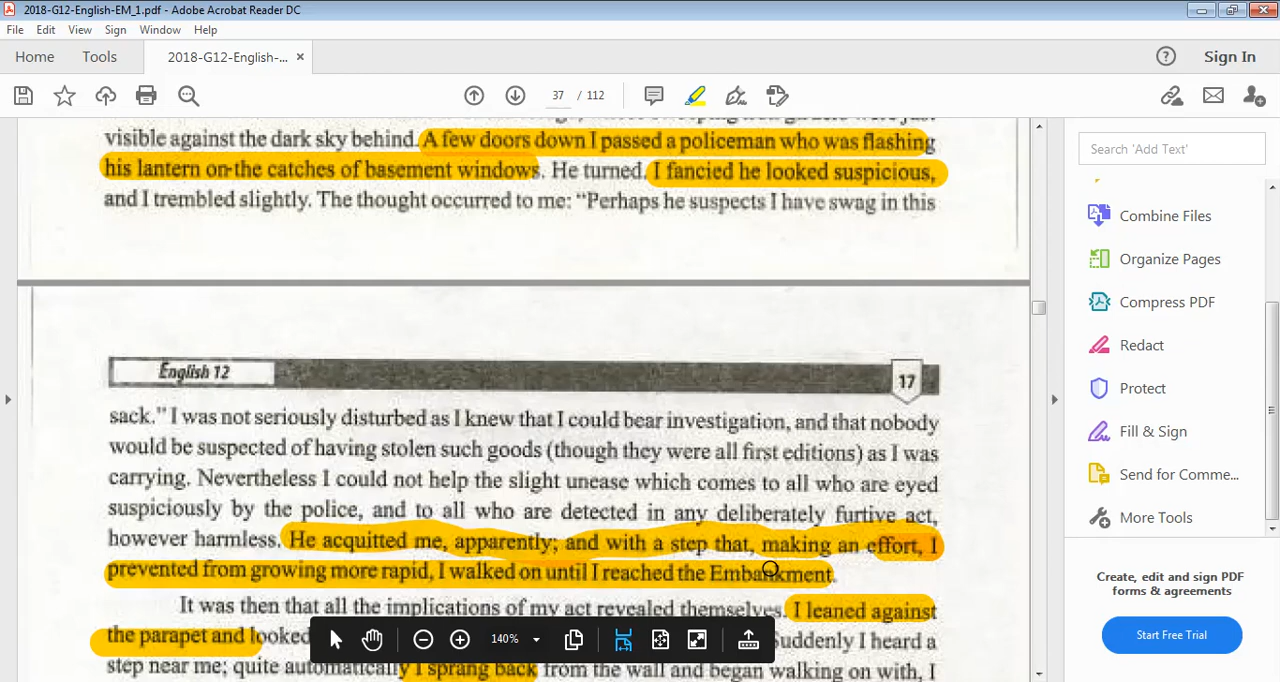 2018-G12-English-EM_1.pdf - Adobe Acrobat Reader DC
File Edit View Sign Window Help
Home Tools 2018-G12-English-... × Sign In
37 / 112
visible against the dark sky behind. A few doors down I passed a policeman who was flashing
his lantern on the catches of basement windows. He turned. I fancied he looked suspicious,
and I trembled slightly. The thought occurred to me: "Perhaps he suspects I have swag in this
English 12
17
sack." I was not seriously disturbed as I knew that I could bear investigation, and that nobody
would be suspected of having stolen such goods (though they were all first editions) as I was
carrying. Nevertheless I could not help the slight unease which comes to all who are eyed
suspiciously by the police, and to all who are detected in any deliberately furtive act,
however harmless. He acquitted me, apparently; and with a step that, making an effort, I
prevented from growing more rapid, I walked on until I reached the Embankment.
It was then that all the implications of my act revealed themselves. I leaned against
the parapet and looked Suddenly I heard a
step near me; quite automatically I sprang back from the wall and began walking on with, I
140%
Search 'Add Text'
Combine Files
Organize Pages
Compress PDF
Redact
Protect
Fill & Sign
Send for Comme...
More Tools
Create, edit and sign PDF
forms & agreements
Start Free Trial